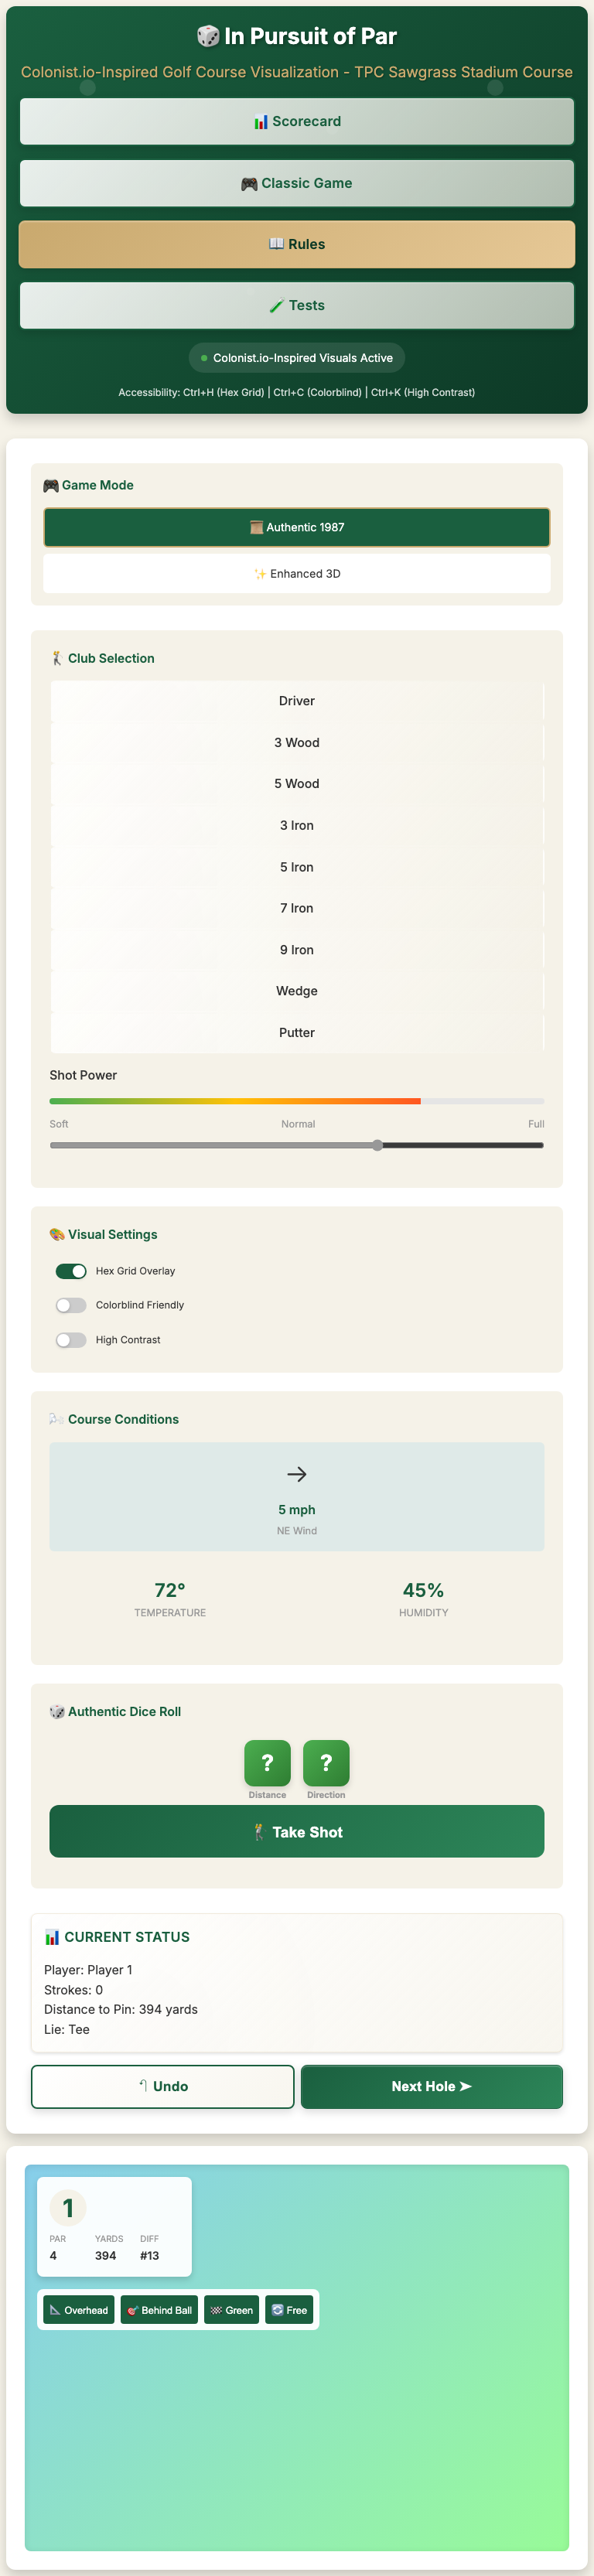 🎲 In Pursuit of Par
Colonist.io-Inspired Golf Course Visualization - TPC Sawgrass Stadium Course
📊 Scorecard
🎮 Classic Game
📖 Rules
🧪 Tests
Colonist.io-Inspired Visuals Active
Accessibility: Ctrl+H (Hex Grid) | Ctrl+C (Colorblind) | Ctrl+K (High Contrast)
🎮 Game Mode
📜 Authentic 1987
✨ Enhanced 3D
🏌️ Club Selection
Driver
3 Wood
5 Wood
3 Iron
5 Iron
7 Iron
9 Iron
Wedge
Putter
Shot Power
Soft Normal Full
🎨 Visual Settings
Hex Grid Overlay
Colorblind Friendly
High Contrast
🌬️ Course Conditions
→
5 mph
NE Wind
72° 45%
TEMPERATURE HUMIDITY
🎲 Authentic Dice Roll
? ?
Distance Direction
🏌️ Take Shot
📊 CURRENT STATUS
Player: Player 1
Strokes: 0
Distance to Pin: 394 yards
Lie: Tee
Undo Next Hole ➤
1
PAR YARDS DIFF
4 394 #13
📐 Overhead 🎯 Behind Ball 🏁 Green 🔄 Free